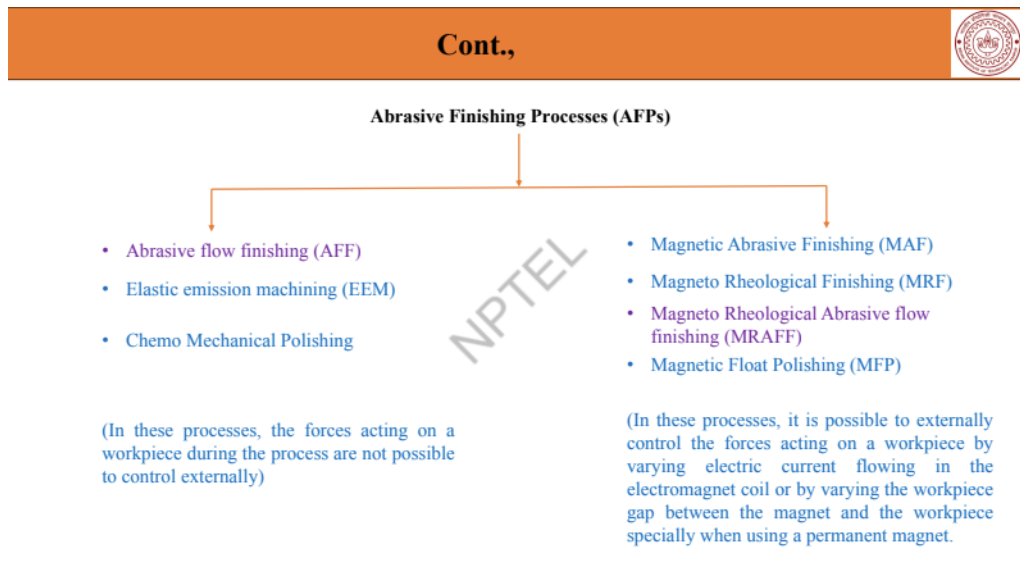 Cont.,
Abrasive Finishing Processes (AFPs)
• Abrasive flow finishing (AFF)
• Elastic emission machining (EEM)
• Chemo Mechanical Polishing
(In these processes, the forces acting on a
workpiece during the process are not possible
to control externally)
NPTEL
• Magnetic Abrasive Finishing (MAF)
• Magneto Rheological Finishing (MRF)
• Magneto Rheological Abrasive flow
finishing (MRAFF)
• Magnetic Float Polishing (MFP)
(In these processes, it is possible to externally
control the forces acting on a workpiece by
varying electric current flowing in the
electromagnet coil or by varying the workpiece
gap between the magnet and the workpiece
specially when using a permanent magnet.